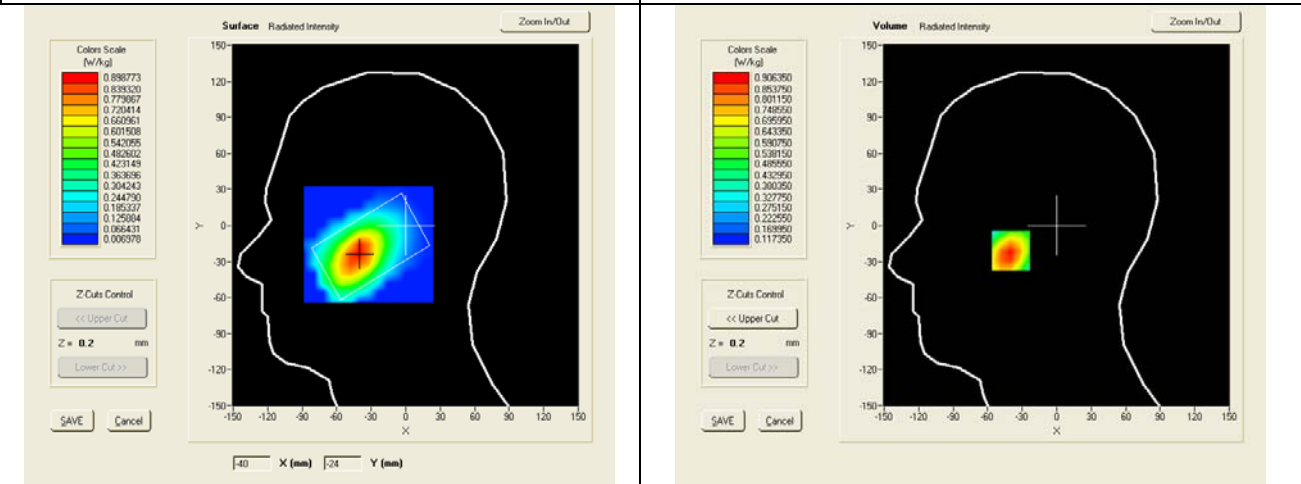 Surface Radiated Intensity
Zoom In/Out
Colors Scale
(W/kg)
0.898773
0.839320
0.779867
0.720414
0.660961
0.601508
0.542055
0.482602
0.423149
0.363696
0.304243
0.244790
0.185337
0.125884
0.066431
0.006978
150
120
90
60
30
0
-30
-60
-90
-120
-150
Y
-150 -120 -90 -60 -30 0 30 60 90 120 150
X
Z-Cuts Control
<< Upper Cut
Z = 0.2 mm
Lower Cut >>
SAVE Cancel
-40 X (mm) -24 Y (mm)
Volume Radiated Intensity
Zoom In/Out
Colors Scale
(W/kg)
0.906350
0.853750
0.801150
0.748550
0.695950
0.643350
0.590750
0.538150
0.485550
0.432950
0.380350
0.327750
0.275150
0.222550
0.169950
0.117350
150
120
90
60
30
0
-30
-60
-90
-120
-150
Y
-150 -120 -90 -60 -30 0 30 60 90 120 150
X
Z-Cuts Control
<< Upper Cut
Z = 0.2 mm
Lower Cut >>
SAVE Cancel